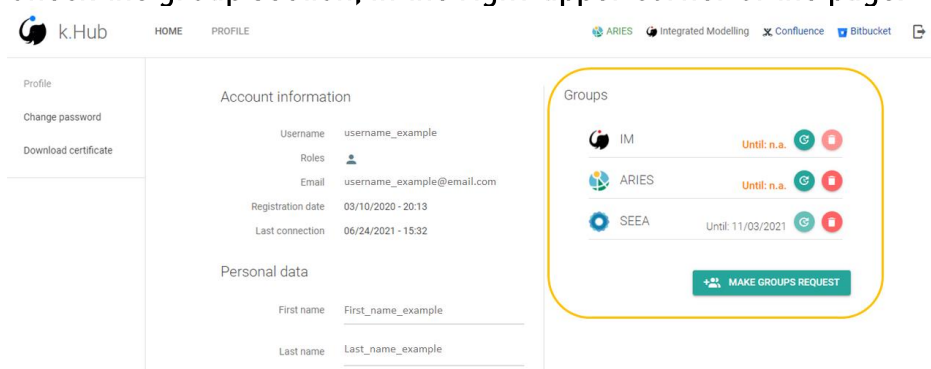 k.Hub
HOME PROFILE
ARIES Integrated Modelling Confluence Bitbucket
Profile
Change password
Download certificate
Account information
Username username_example
Roles
Email username_example@email.com
Registration date 03/10/2020 - 20:13
Last connection 06/24/2021 - 15:32
Personal data
First name First_name_example
Last name Last_name_example
Groups
IM Until: n.a.
ARIES Until: n.a.
SEEA Until: 11/03/2021
MAKE GROUPS REQUEST